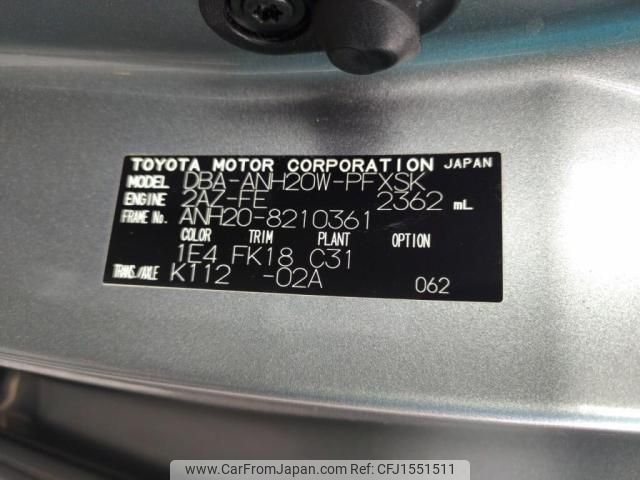 TOYOTA MOTOR CORPORATION JAPAN
MODEL DBA-ANH20W-PFXSK
ENGINE 2AZ-FE 2362 mL
FRAME No. ANH20-8210361
COLOR TRIM PLANT OPTION
1E4 FK18 C31
TRANS./AXLE K112 -02A 062
www.CarFromJapan.com - ID CFJ1551511